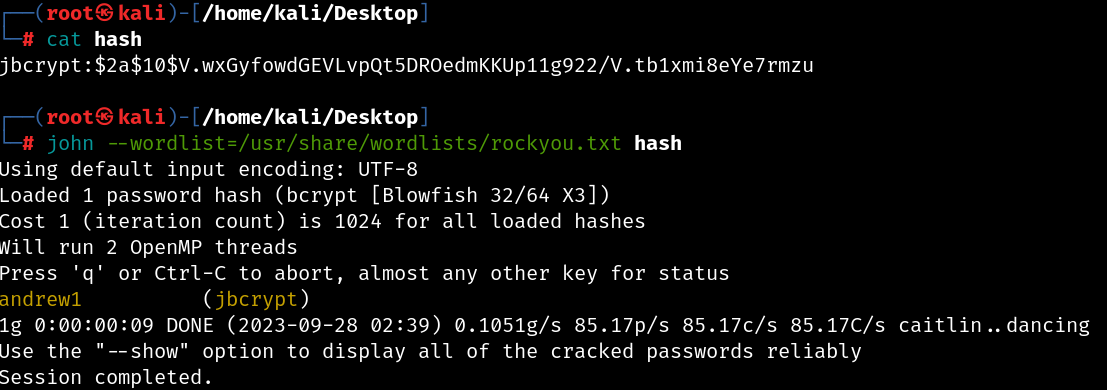 ┌──(root㉿kali)-[/home/kali/Desktop]
└─# cat hash
jbcrypt:$2a$10$V.wxGyfowdGEVLvpQt5DROedmKKUp11g922/V.tb1xmi8eYe7rmzu
┌──(root㉿kali)-[/home/kali/Desktop]
└─# john --wordlist=/usr/share/wordlists/rockyou.txt hash
Using default input encoding: UTF-8
Loaded 1 password hash (bcrypt [Blowfish 32/64 X3])
Cost 1 (iteration count) is 1024 for all loaded hashes
Will run 2 OpenMP threads
Press 'q' or Ctrl-C to abort, almost any other key for status
andrew1          (jbcrypt)
1g 0:00:00:09 DONE (2023-09-28 02:39) 0.1051g/s 85.17p/s 85.17c/s 85.17C/s caitlin..dancing
Use the "--show" option to display all of the cracked passwords reliably
Session completed.